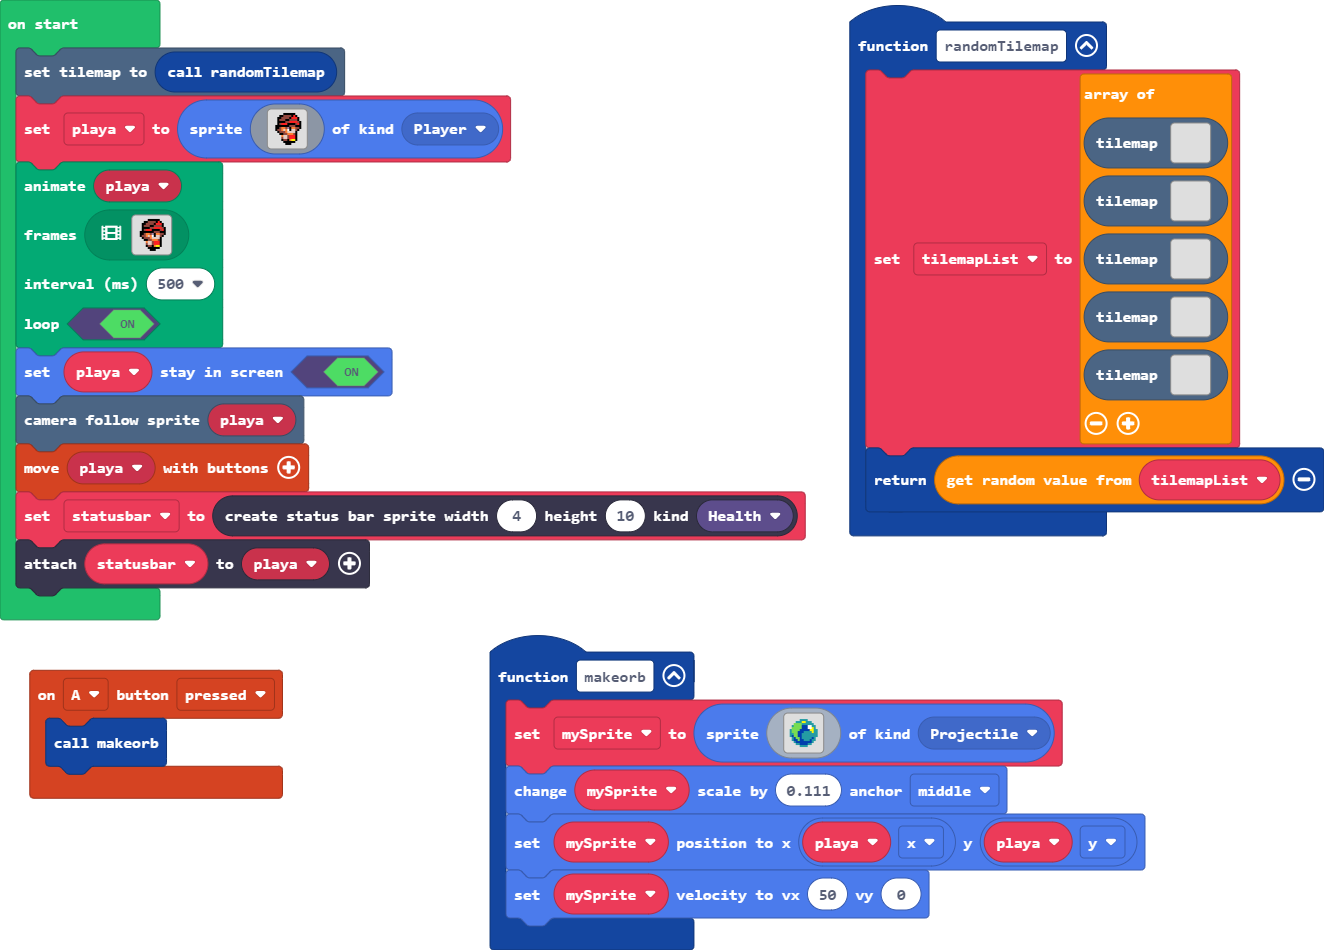 on start
set tilemap to call randomTilemap
set playa to sprite of kind Player
animate playa
frames
interval (ms) 500
loop ON
set playa stay in screen ON
camera follow sprite playa
move playa with buttons
set statusbar to create status bar sprite width 4 height 10 kind Health
attach statusbar to playa
function randomTilemap
array of
tilemap
tilemap
set tilemapList to tilemap
tilemap
tilemap
return get random value from tilemapList
on A button pressed
call makeorb
function makeorb
set mySprite to sprite of kind Projectile
change mySprite scale by 0.111 anchor middle
set mySprite position to x playa x y playa y
set mySprite velocity to vx 50 vy 0